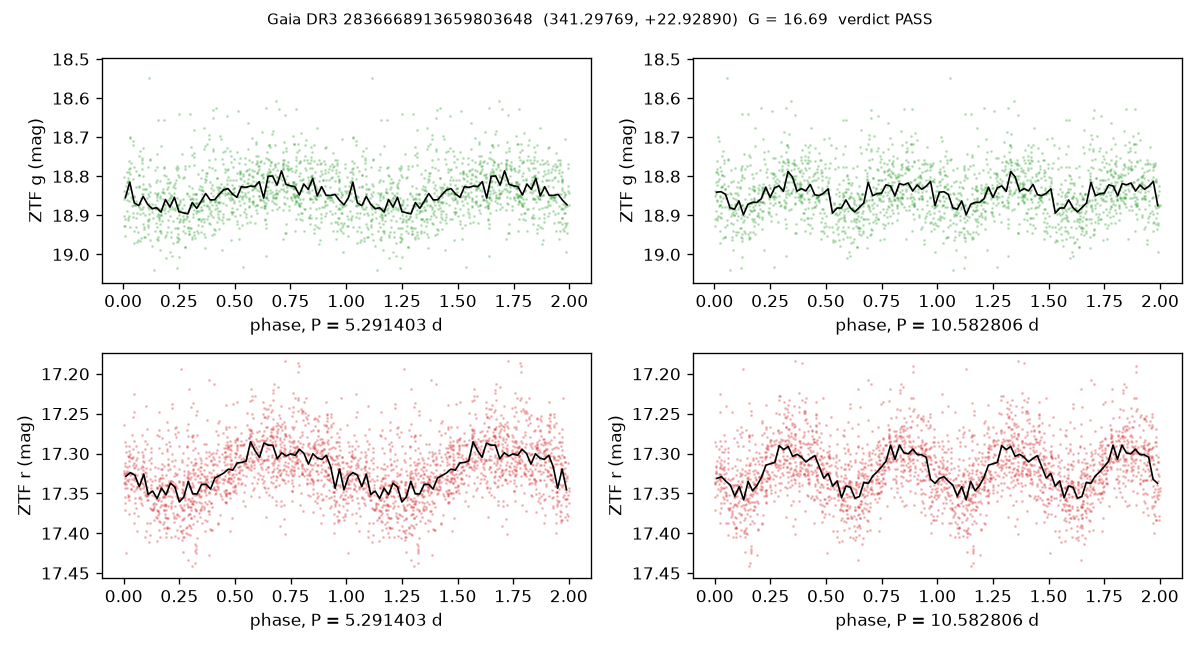 Gaia DR3 2836668913659803648  (341.29769, +22.92890)  G = 16.69  verdict PASS
18.5
18.6
18.7
18.8
18.9
19.0
ZTF g (mag)
0.00 0.25 0.50 0.75 1.00 1.25 1.50 1.75 2.00
phase, P = 5.291403 d
18.5
18.6
18.7
18.8
18.9
19.0
ZTF g (mag)
0.00 0.25 0.50 0.75 1.00 1.25 1.50 1.75 2.00
phase, P = 10.582806 d
17.20
17.25
17.30
17.35
17.40
17.45
ZTF r (mag)
0.00 0.25 0.50 0.75 1.00 1.25 1.50 1.75 2.00
phase, P = 5.291403 d
17.20
17.25
17.30
17.35
17.40
17.45
ZTF r (mag)
0.00 0.25 0.50 0.75 1.00 1.25 1.50 1.75 2.00
phase, P = 10.582806 d